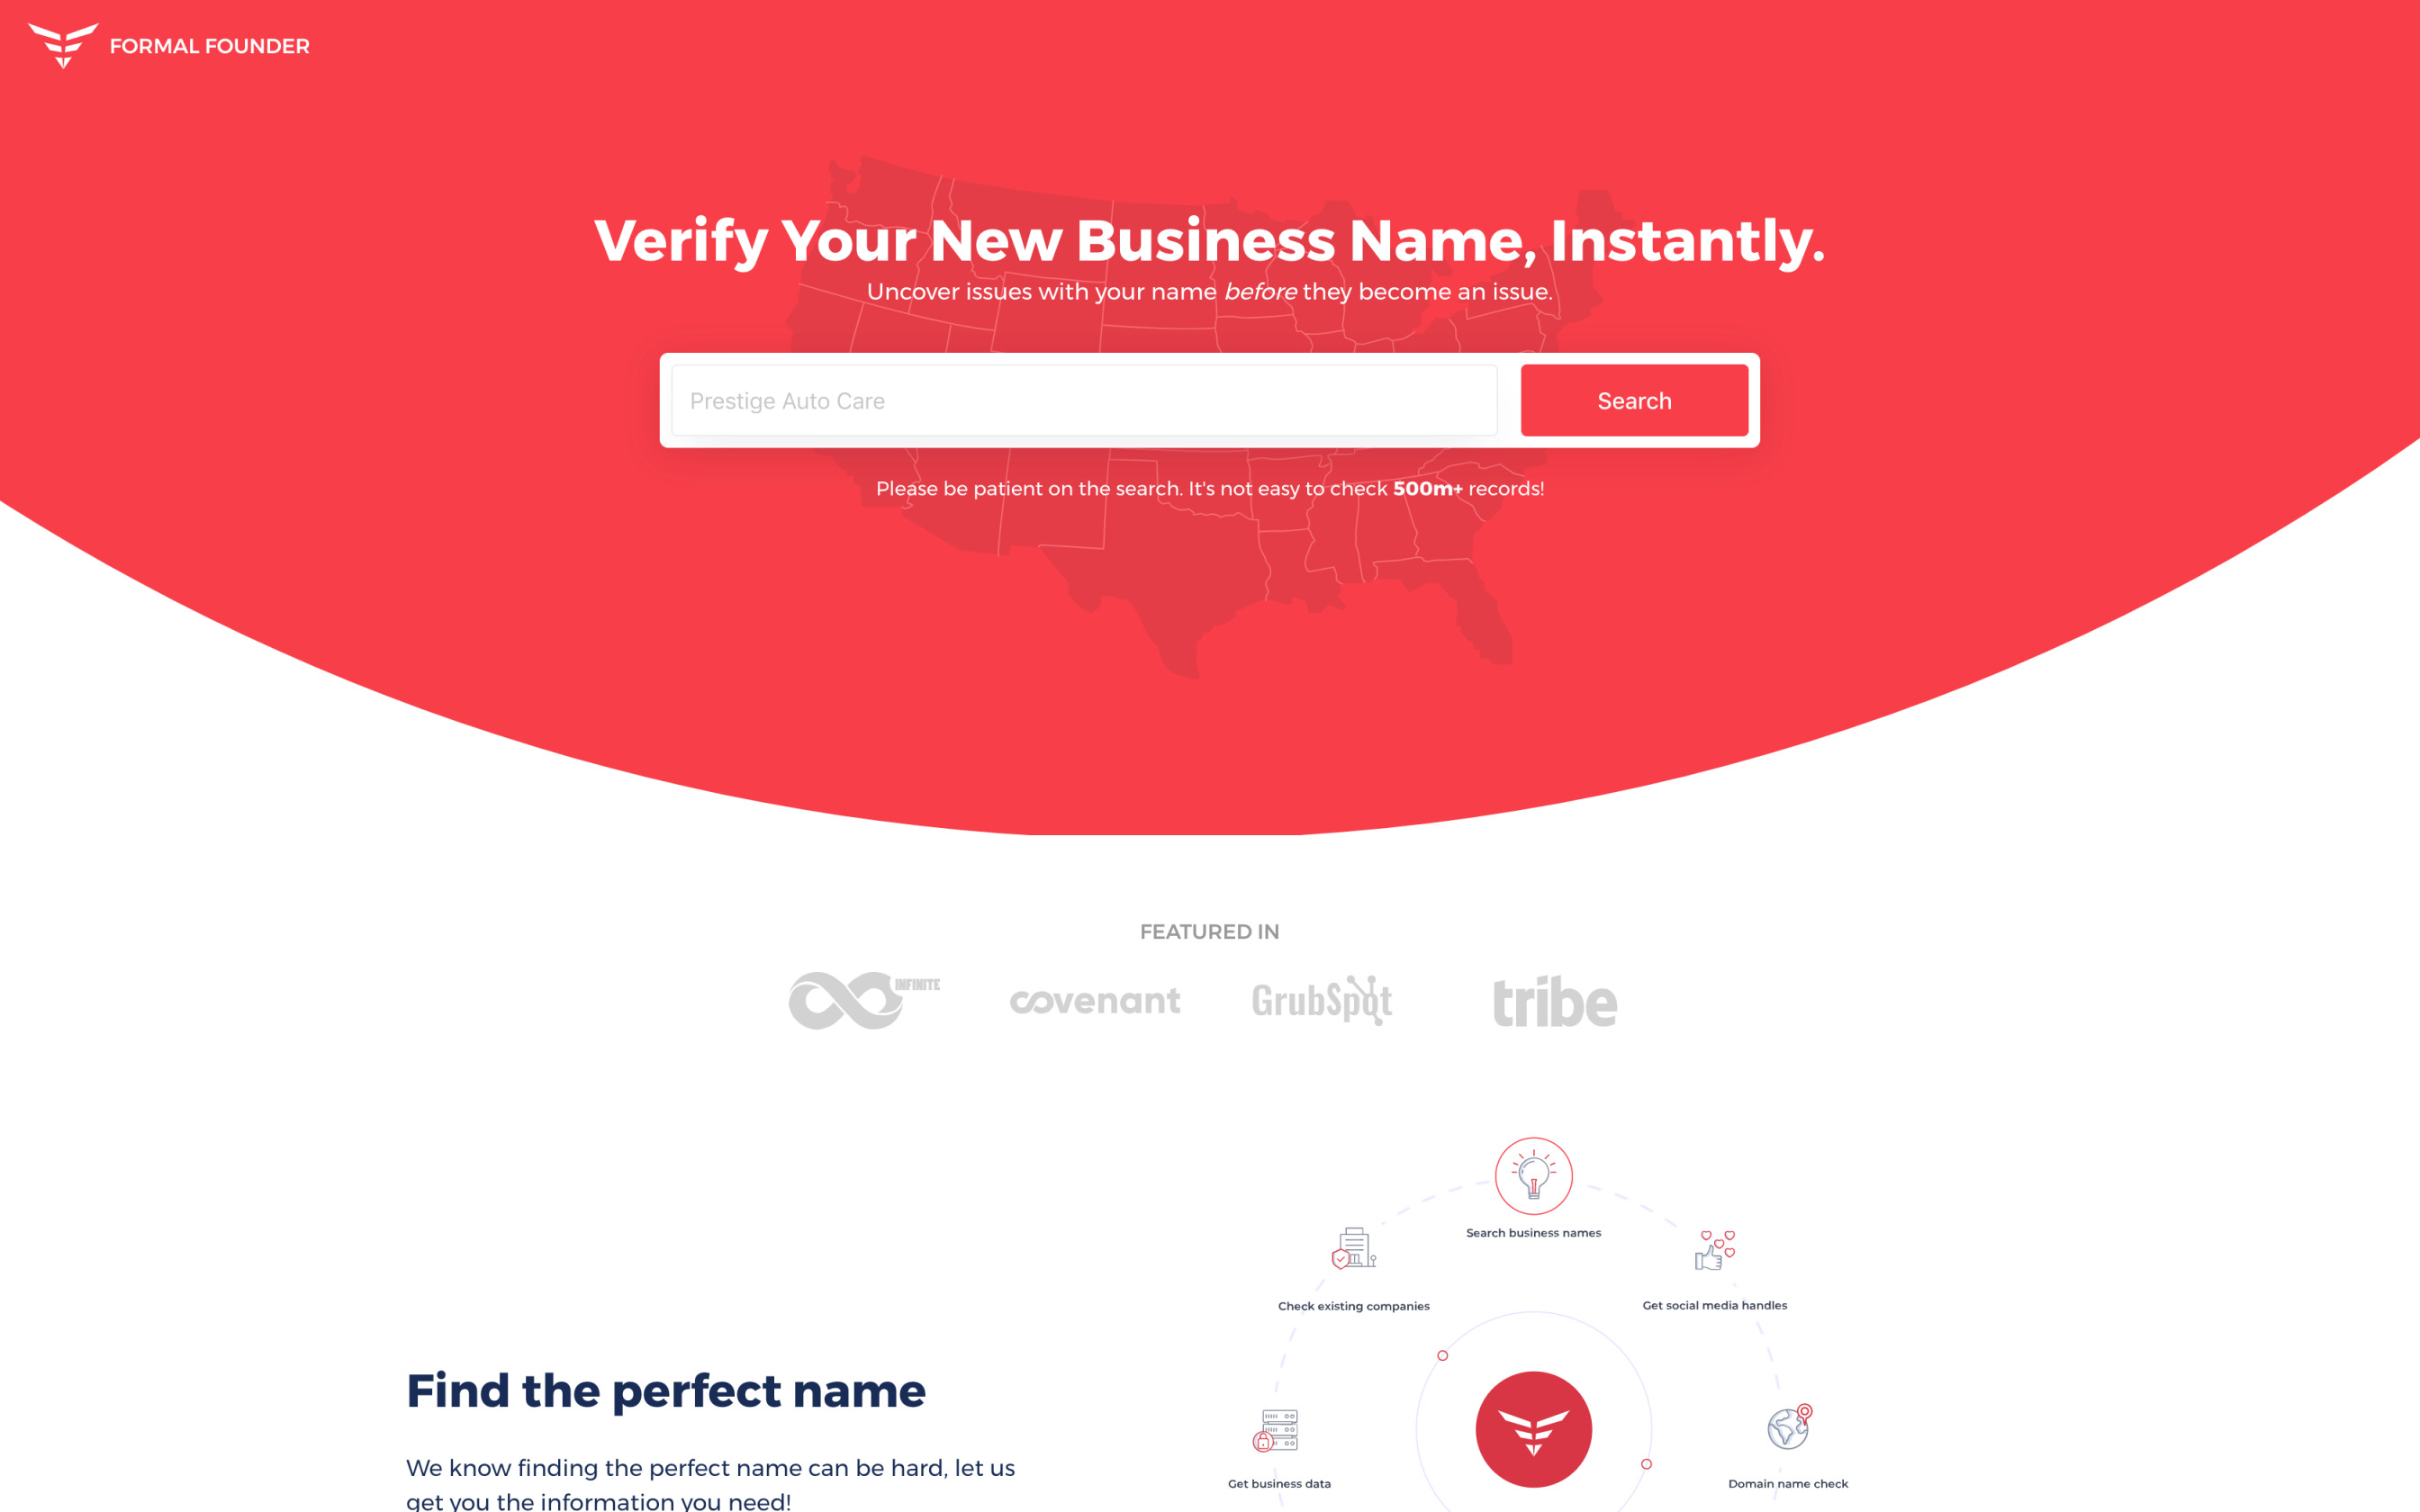 FORMAL FOUNDER
Verify Your New Business Name, Instantly.
Uncover issues with your name before they become an issue.
Prestige Auto Care
Search
Please be patient on the search. It's not easy to check 500m+ records!
FEATURED IN
INFINITE
covenant
GrubSpot
tribe
Search business names
Check existing companies
Get social media handles
Find the perfect name
We know finding the perfect name can be hard, let us
get you the information you need!
Get business data
Domain name check